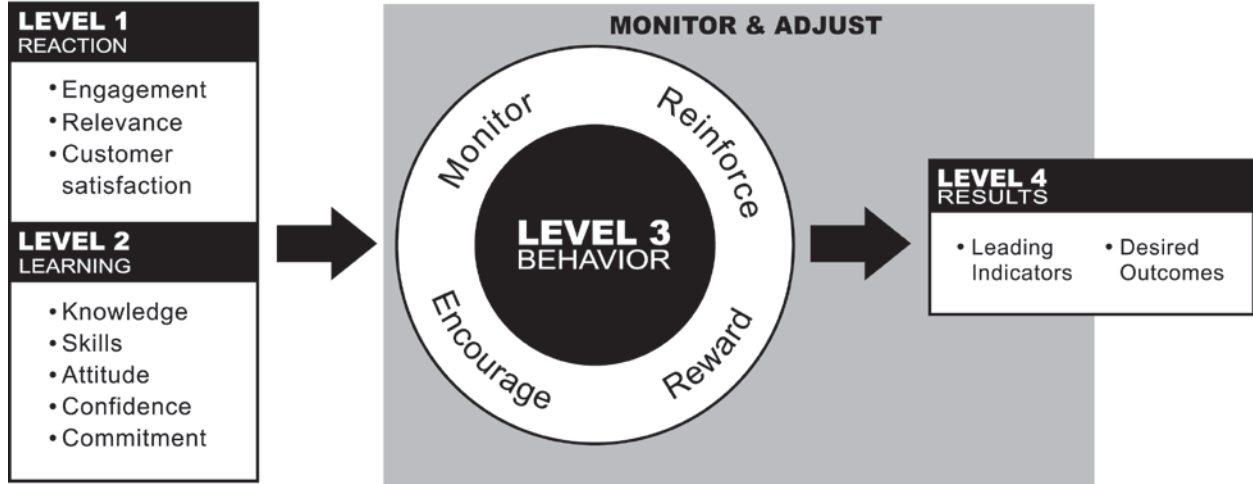 LEVEL 1
REACTION
• Engagement
• Relevance
• Customer
satisfaction
LEVEL 2
LEARNING
• Knowledge
• Skills
• Attitude
• Confidence
• Commitment
MONITOR & ADJUST
Monitor
Reinforce
Encourage
Reward
LEVEL 3
BEHAVIOR
LEVEL 4
RESULTS
• Leading
Indicators
• Desired
Outcomes